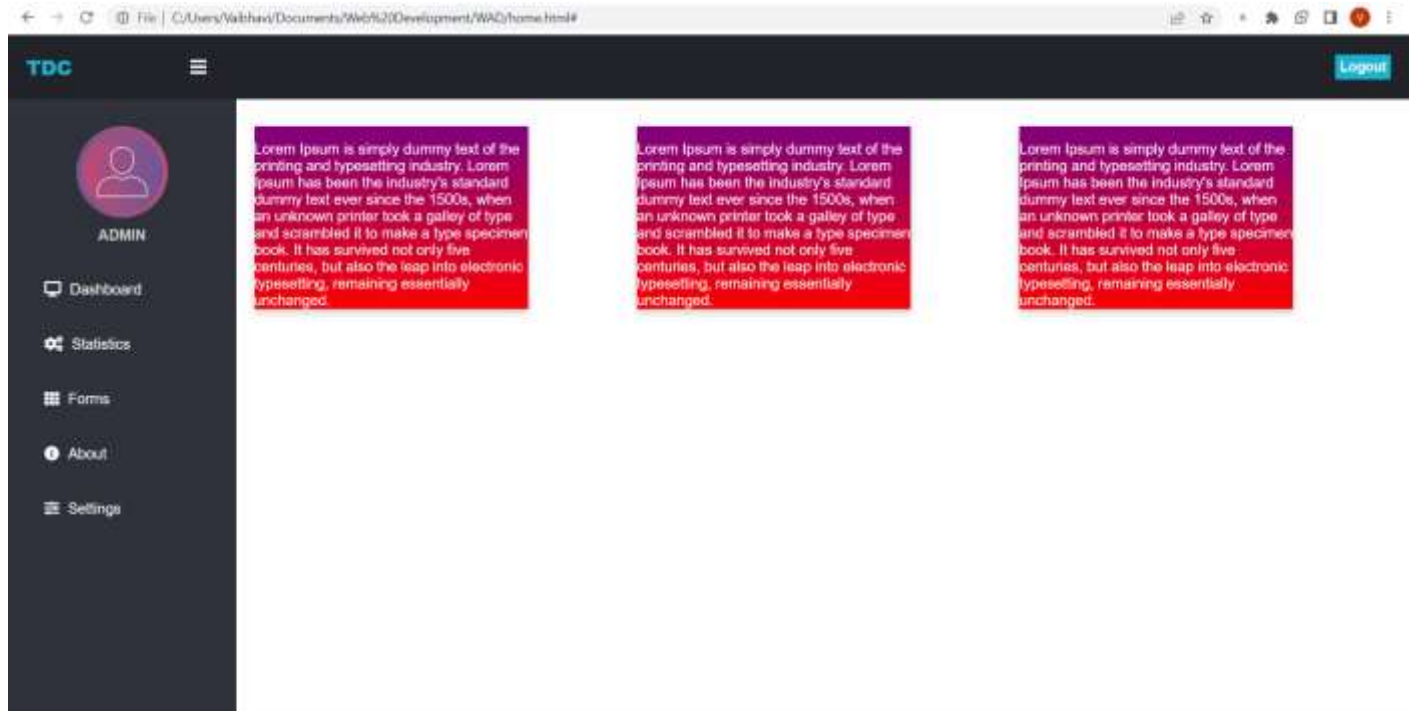 File | C:/Users/Vaibhavi/Documents/Web%20Development/WAD/home.html#
V
TDC
Logout
ADMIN
Dashboard
Statistics
Forms
About
Settings
Lorem Ipsum is simply dummy text of the
printing and typesetting industry. Lorem
Ipsum has been the industry's standard
dummy text ever since the 1500s, when
an unknown printer took a galley of type
and scrambled it to make a type specimen
book. It has survived not only five
centuries, but also the leap into electronic
typesetting, remaining essentially
unchanged.
Lorem Ipsum is simply dummy text of the
printing and typesetting industry. Lorem
Ipsum has been the industry's standard
dummy text ever since the 1500s, when
an unknown printer took a galley of type
and scrambled it to make a type specimen
book. It has survived not only five
centuries, but also the leap into electronic
typesetting, remaining essentially
unchanged.
Lorem Ipsum is simply dummy text of the
printing and typesetting industry. Lorem
Ipsum has been the industry's standard
dummy text ever since the 1500s, when
an unknown printer took a galley of type
and scrambled it to make a type specimen
book. It has survived not only five
centuries, but also the leap into electronic
typesetting, remaining essentially
unchanged.